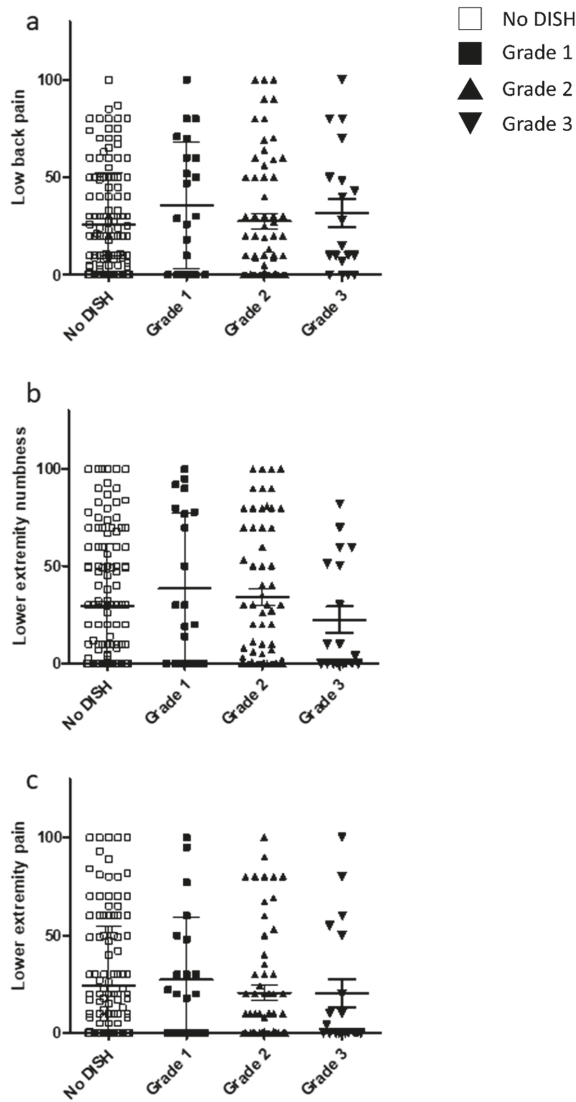 a
No DISH
Grade 1
Grade 2
Grade 3
Low back pain
100
50
0
No DISH
Grade 1
Grade 2
Grade 3
b
Lower extremity numbness
100
50
0
No DISH
Grade 1
Grade 2
Grade 3
c
Lower extremity pain
100
50
0
No DISH
Grade 1
Grade 2
Grade 3